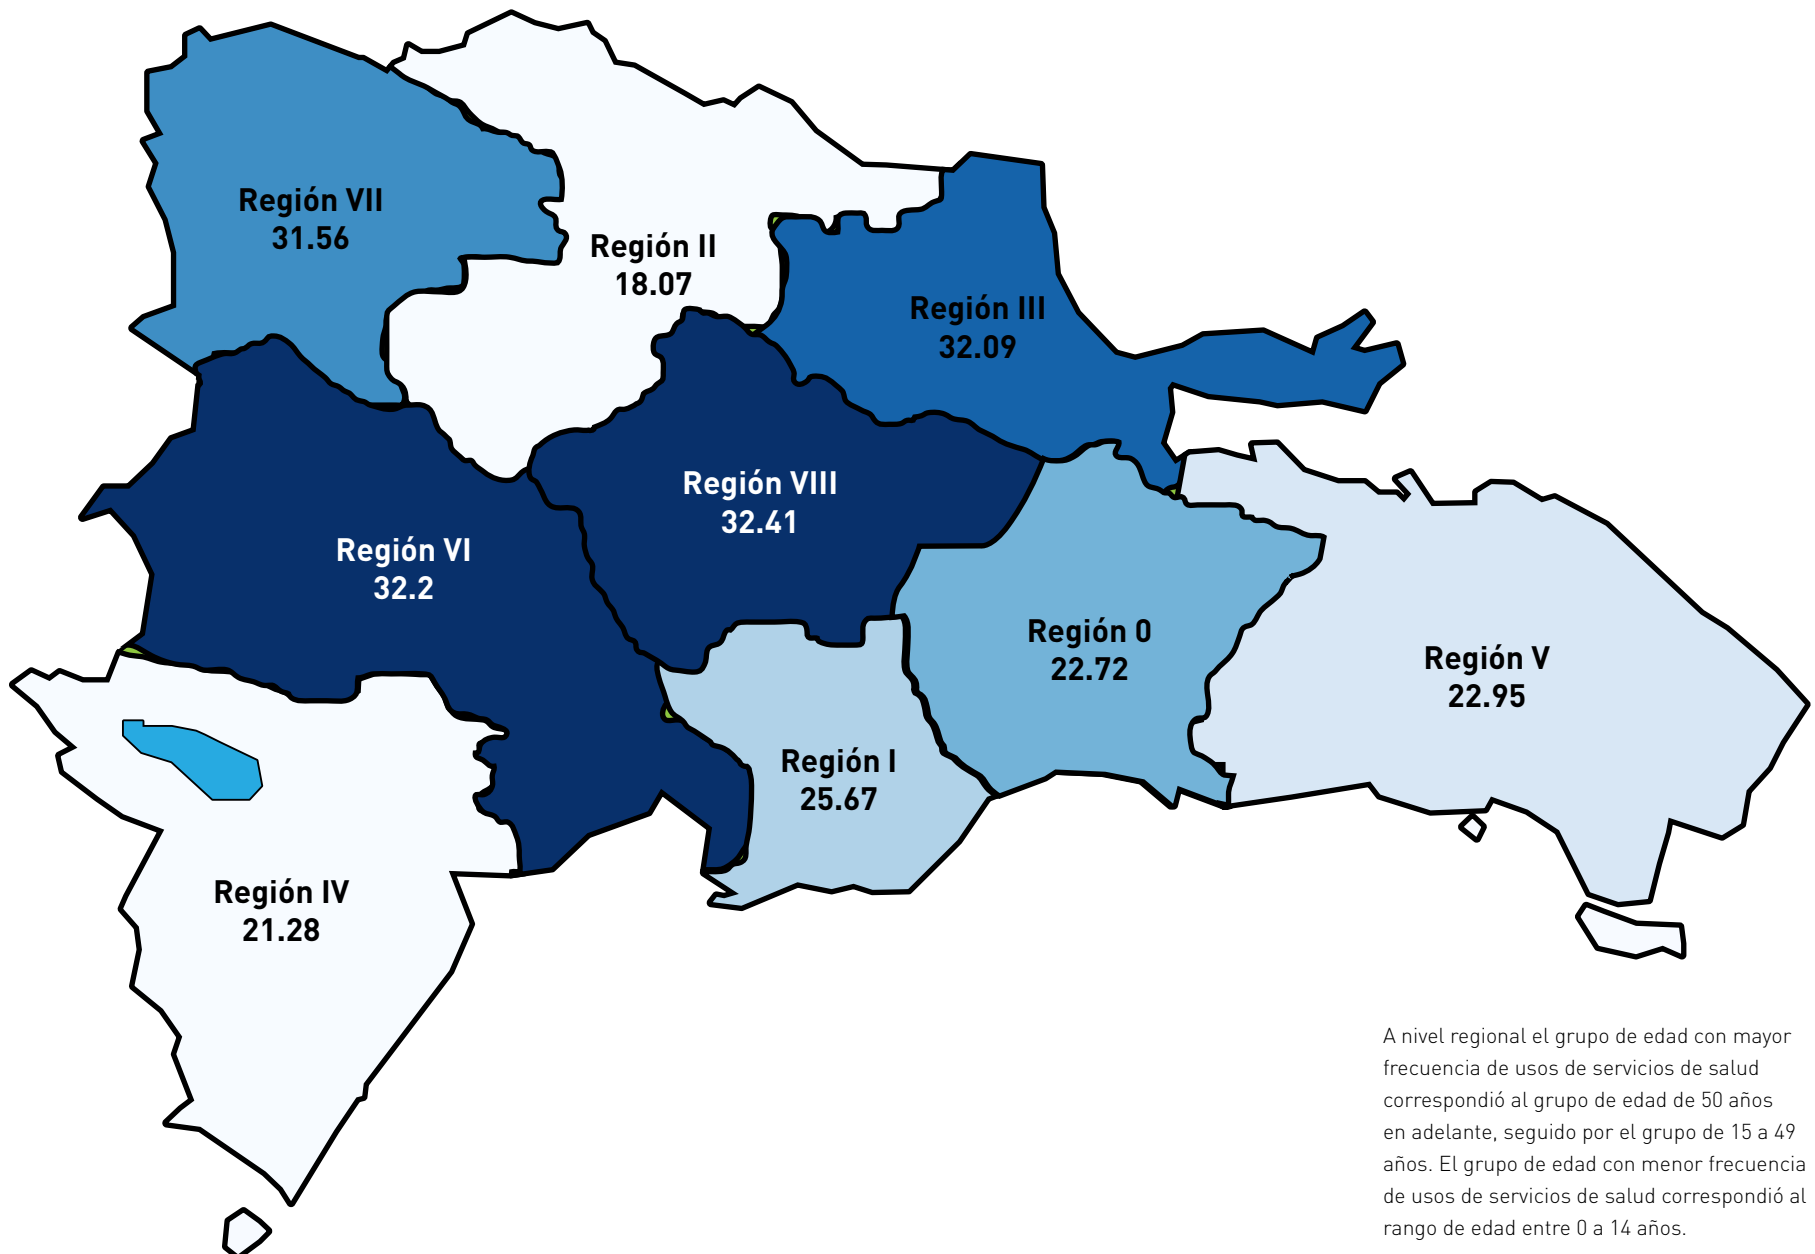 Región VII
31.56
Región II
18.07
Región III
32.09
Región VIII
32.41
Región VI
32.2
Región 0
22.72
Región V
22.95
Región I
25.67
Región IV
21.28
A nivel regional el grupo de edad con mayor
frecuencia de usos de servicios de salud
correspondió al grupo de edad de 50 años
en adelante, seguido por el grupo de 15 a 49
años. El grupo de edad con menor frecuencia
de usos de servicios de salud correspondió al
rango de edad entre 0 a 14 años.